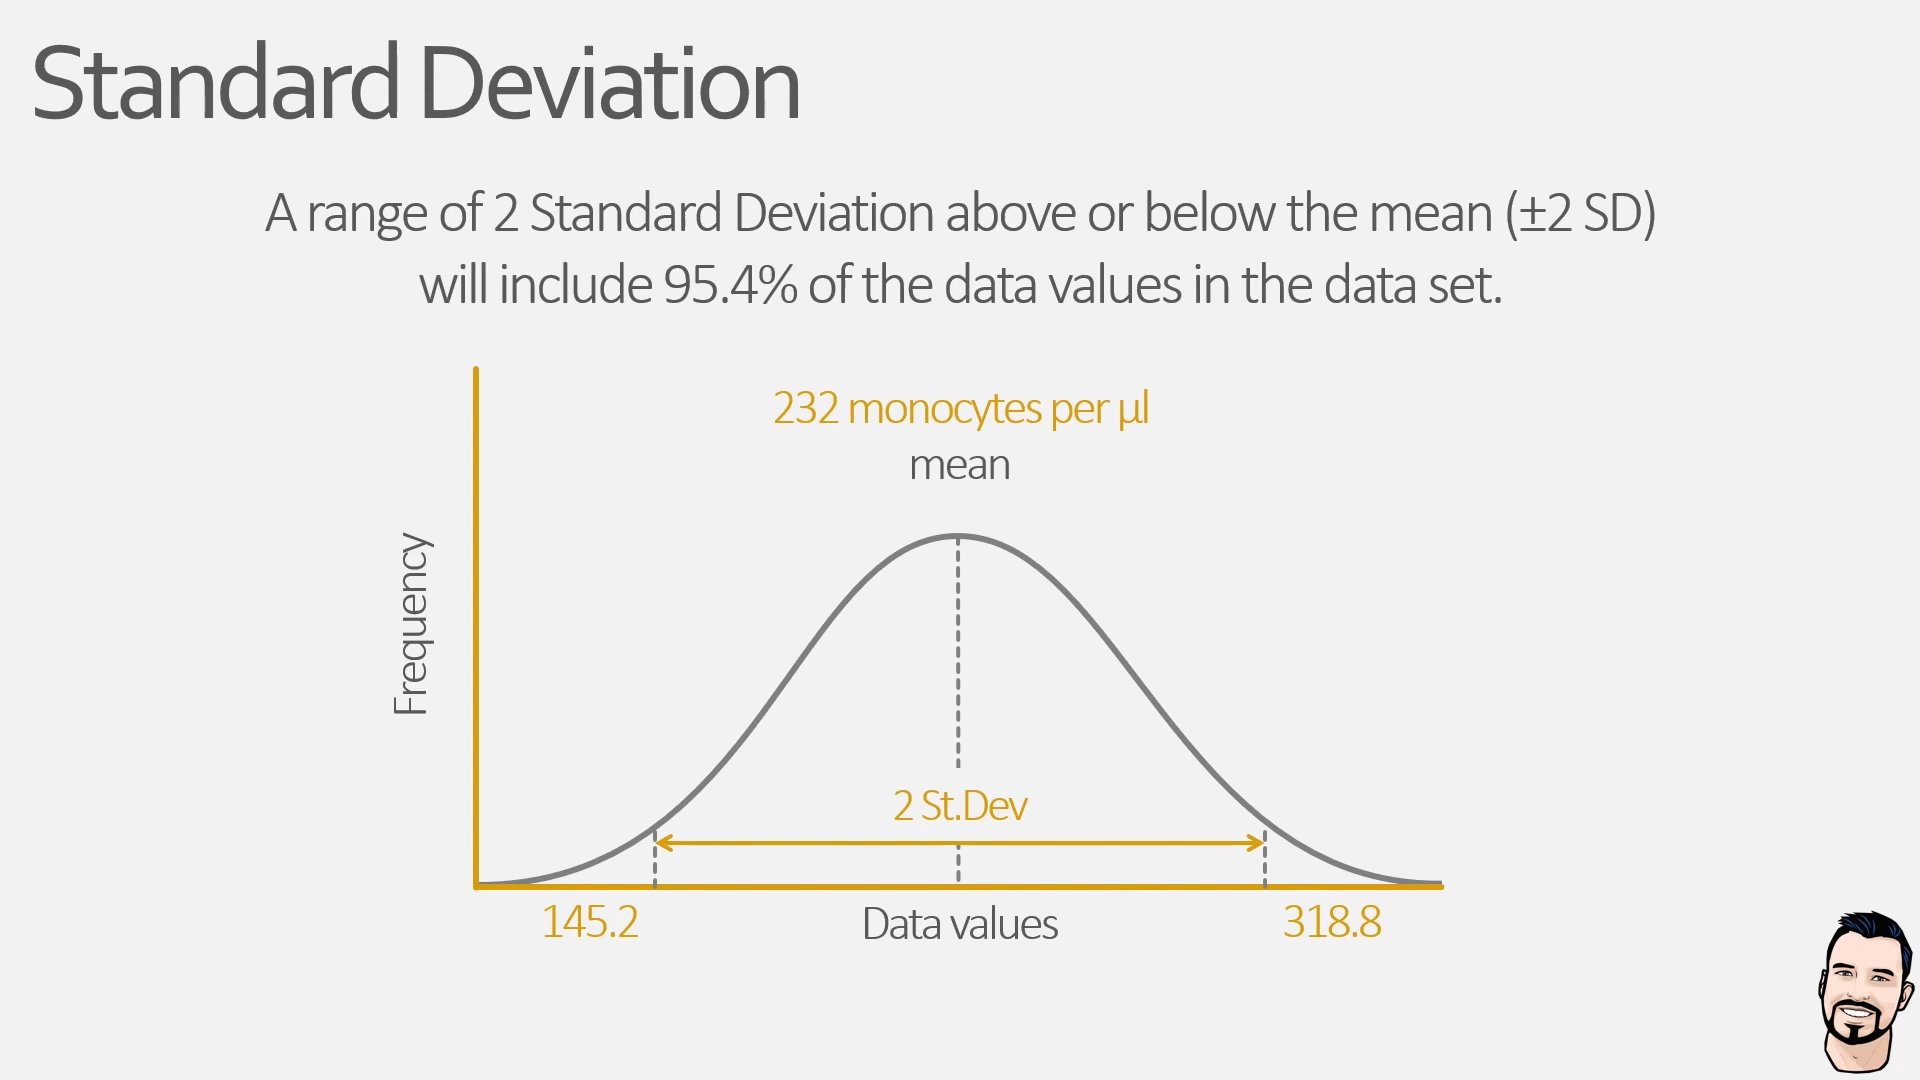 Standard Deviation
A range of 2 Standard Deviation above or below the mean (±2 SD)
will include 95.4% of the data values in the data set.
232 monocytes per µl
mean
Frequency
2 St.Dev
145.2
Data values
318.8